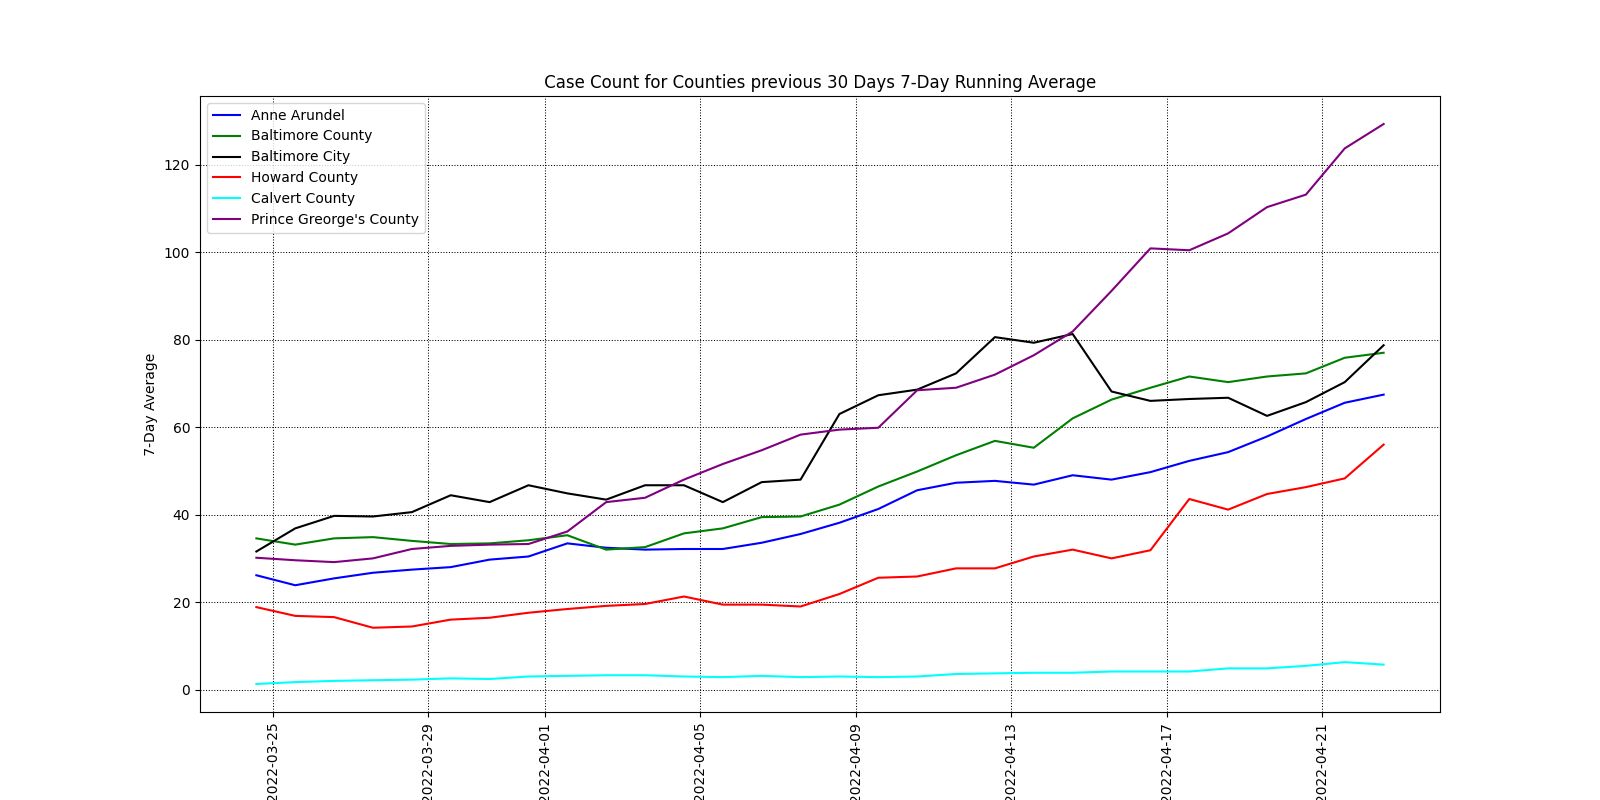 Case Count for Counties previous 30 Days 7-Day Running Average
Anne Arundel
Baltimore County
Baltimore City
Howard County
Calvert County
Prince Greorge's County
120
100
80
60
40
20
0
7-Day Average
2022-03-25
2022-03-29
2022-04-01
2022-04-05
2022-04-09
2022-04-13
2022-04-17
2022-04-21